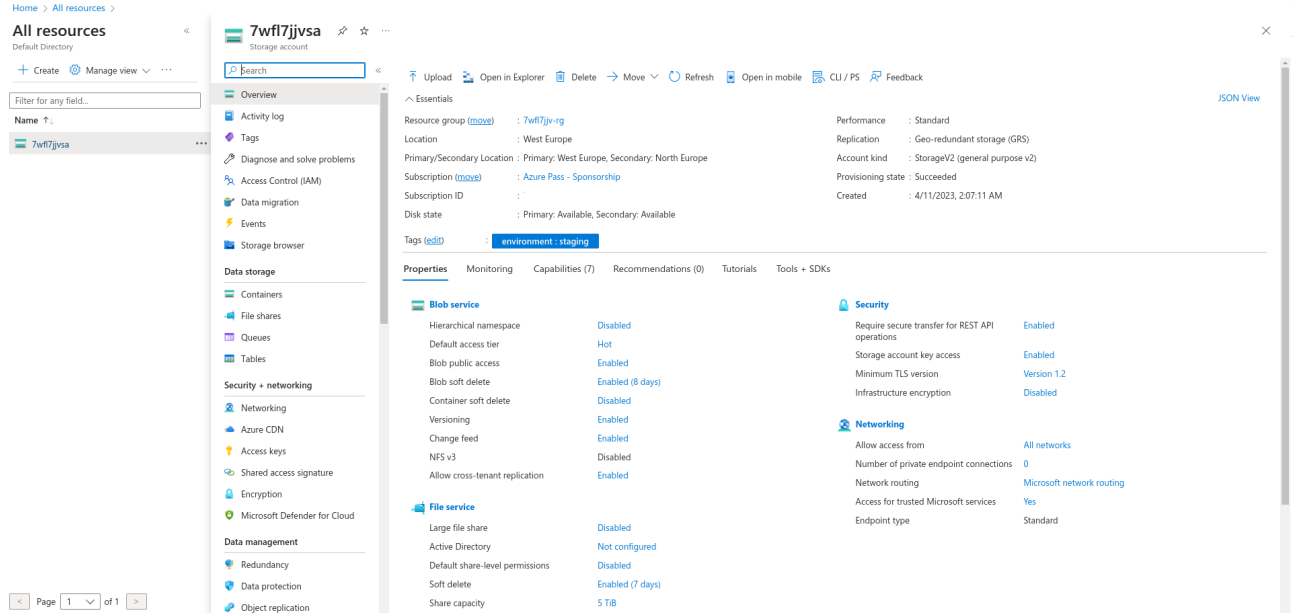 Home > All resources >
All resources «
Default Directory
+ Create Manage view ···
Filter for any field...
Name ↑↓
7wfl7jjvsa ···
< Page 1 of 1 >
7wfl7jjvsa ···
Storage account
Search «
Overview
Activity log
Tags
Diagnose and solve problems
Access Control (IAM)
Data migration
Events
Storage browser
Data storage
Containers
File shares
Queues
Tables
Security + networking
Networking
Azure CDN
Access keys
Shared access signature
Encryption
Microsoft Defender for Cloud
Data management
Redundancy
Data protection
Object replication
Upload Open in Explorer Delete Move Refresh Open in mobile CLI / PS Feedback
Essentials JSON View
Resource group (move) : 7wfl7jjv-rg
Location : West Europe
Primary/Secondary Location : Primary: West Europe, Secondary: North Europe
Subscription (move) : Azure Pass - Sponsorship
Subscription ID :
Disk state : Primary: Available, Secondary: Available
Performance : Standard
Replication : Geo-redundant storage (GRS)
Account kind : StorageV2 (general purpose v2)
Provisioning state : Succeeded
Created : 4/11/2023, 2:07:11 AM
Tags (edit) : environment : staging
Properties Monitoring Capabilities (7) Recommendations (0) Tutorials Tools + SDKs
Blob service
Hierarchical namespace Disabled
Default access tier Hot
Blob public access Enabled
Blob soft delete Enabled (8 days)
Container soft delete Disabled
Versioning Enabled
Change feed Enabled
NFS v3 Disabled
Allow cross-tenant replication Enabled
File service
Large file share Disabled
Active Directory Not configured
Default share-level permissions Disabled
Soft delete Enabled (7 days)
Share capacity 5 TiB
Security
Require secure transfer for REST API Enabled
operations
Storage account key access Enabled
Minimum TLS version Version 1.2
Infrastructure encryption Disabled
Networking
Allow access from All networks
Number of private endpoint connections 0
Network routing Microsoft network routing
Access for trusted Microsoft services Yes
Endpoint type Standard